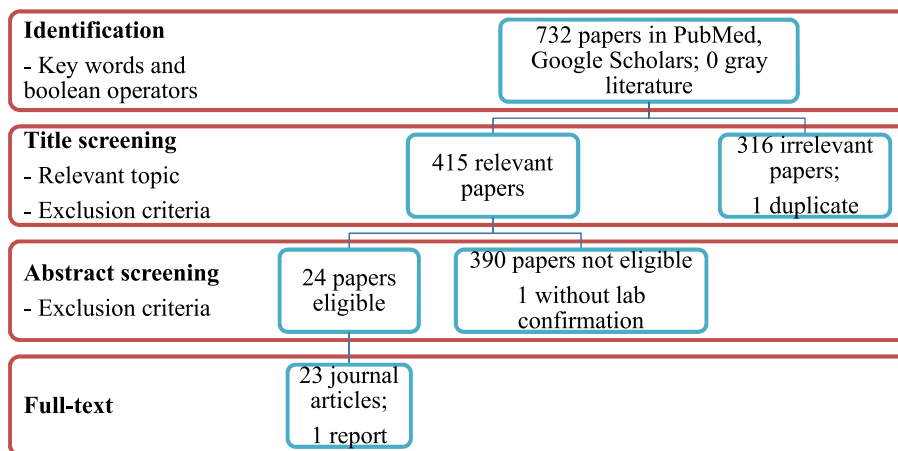 Identification
- Key words and
boolean operators
732 papers in PubMed,
Google Scholars; 0 gray
literature
Title screening
- Relevant topic
- Exclusion criteria
415 relevant
papers
316 irrelevant
papers;
1 duplicate
Abstract screening
- Exclusion criteria
24 papers
eligible
390 papers not eligible
1 without lab
confirmation
Full-text
23 journal
articles;
1 report